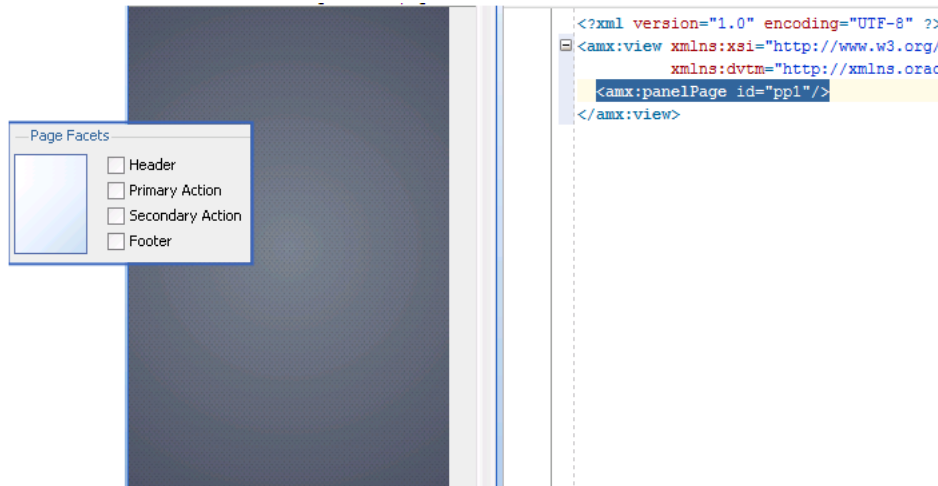 Page Facets
Header
Primary Action
Secondary Action
Footer
<?xml version="1.0" encoding="UTF-8" ?>
<amx:view xmlns:xsi="http://www.w3.org/
xmlns:dvtm="http://xmlns.orac
<amx:panelPage id="pp1"/>
</amx:view>